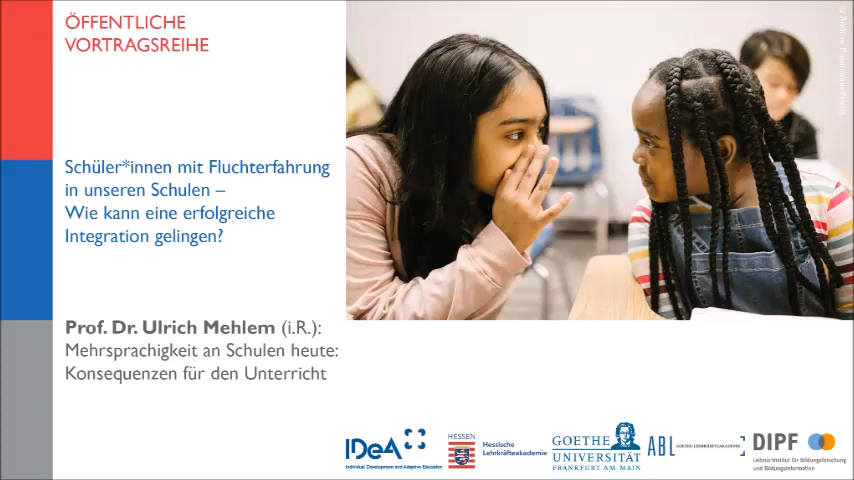 ÖFFENTLICHE
VORTRAGSREIHE
Schüler*innen mit Fluchterfahrung
in unseren Schulen –
Wie kann eine erfolgreiche
Integration gelingen?
Prof. Dr. Ulrich Mehlem (i.R.):
Mehrsprachigkeit an Schulen heute:
Konsequenzen für den Unterricht
IDeA
Individual Development and Adaptive Education
HESSEN
Hessische
Lehrkräfteakademie
GOETHE
UNIVERSITÄT
FRANKFURT AM MAIN
ABL
GOETHE-LEHRKRÄFTEAKADEMIE
DIPF
Leibniz-Institut für Bildungsforschung
und Bildungsinformation